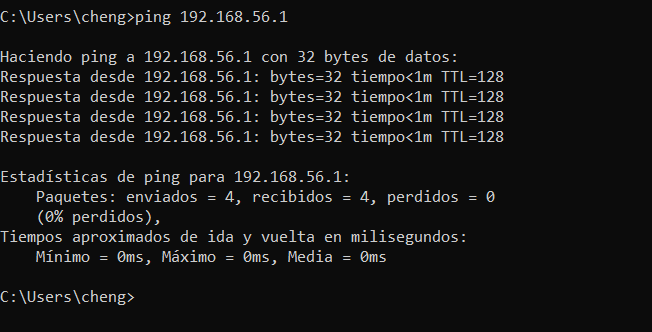 C:\Users\cheng>ping 192.168.56.1
Haciendo ping a 192.168.56.1 con 32 bytes de datos:
Respuesta desde 192.168.56.1: bytes=32 tiempo<1m TTL=128
Respuesta desde 192.168.56.1: bytes=32 tiempo<1m TTL=128
Respuesta desde 192.168.56.1: bytes=32 tiempo<1m TTL=128
Respuesta desde 192.168.56.1: bytes=32 tiempo<1m TTL=128
Estadísticas de ping para 192.168.56.1:
    Paquetes: enviados = 4, recibidos = 4, perdidos = 0
    (0% perdidos),
Tiempos aproximados de ida y vuelta en milisegundos:
    Mínimo = 0ms, Máximo = 0ms, Media = 0ms
C:\Users\cheng>